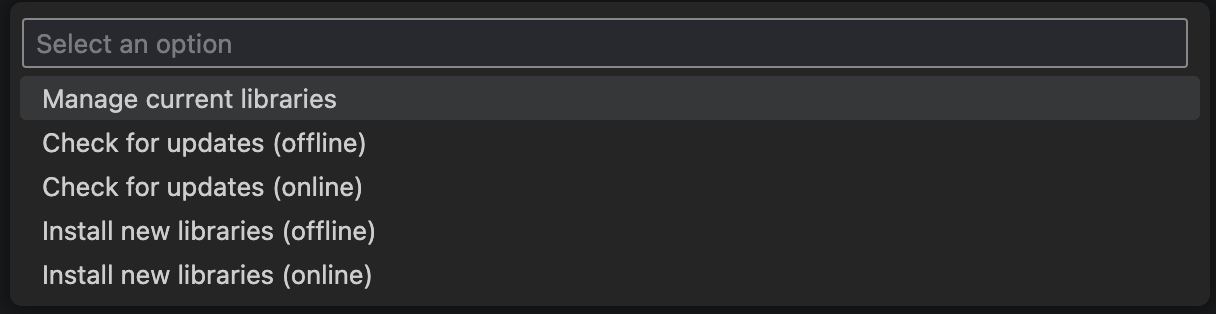 Select an option
Manage current libraries
Check for updates (offline)
Check for updates (online)
Install new libraries (offline)
Install new libraries (online)